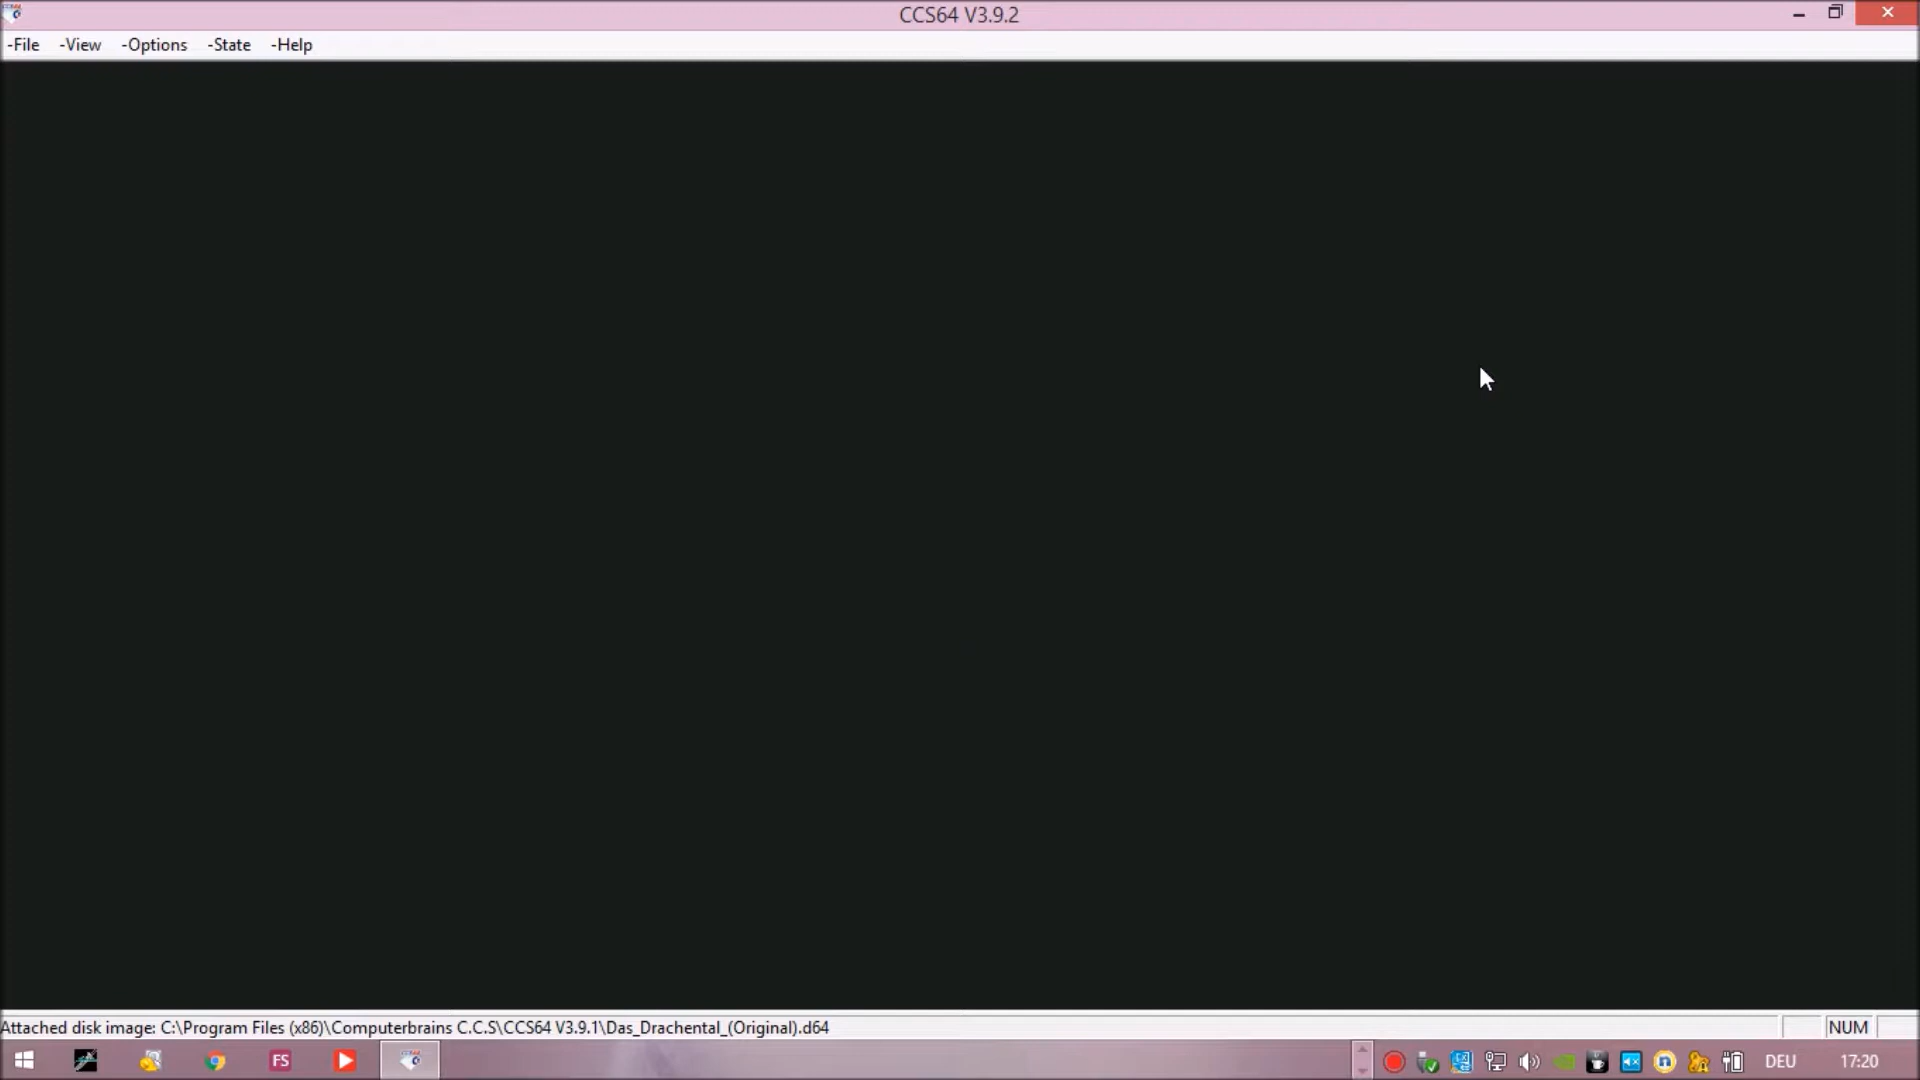 CCS64 V3.9.2
-File -View -Options -State -Help
Attached disk image: C:\Program Files (x86)\Computerbrains C.C.S\CCS64 V3.9.1\Das_Drachental_(Original).d64
NUM
FS
DEU 17:20